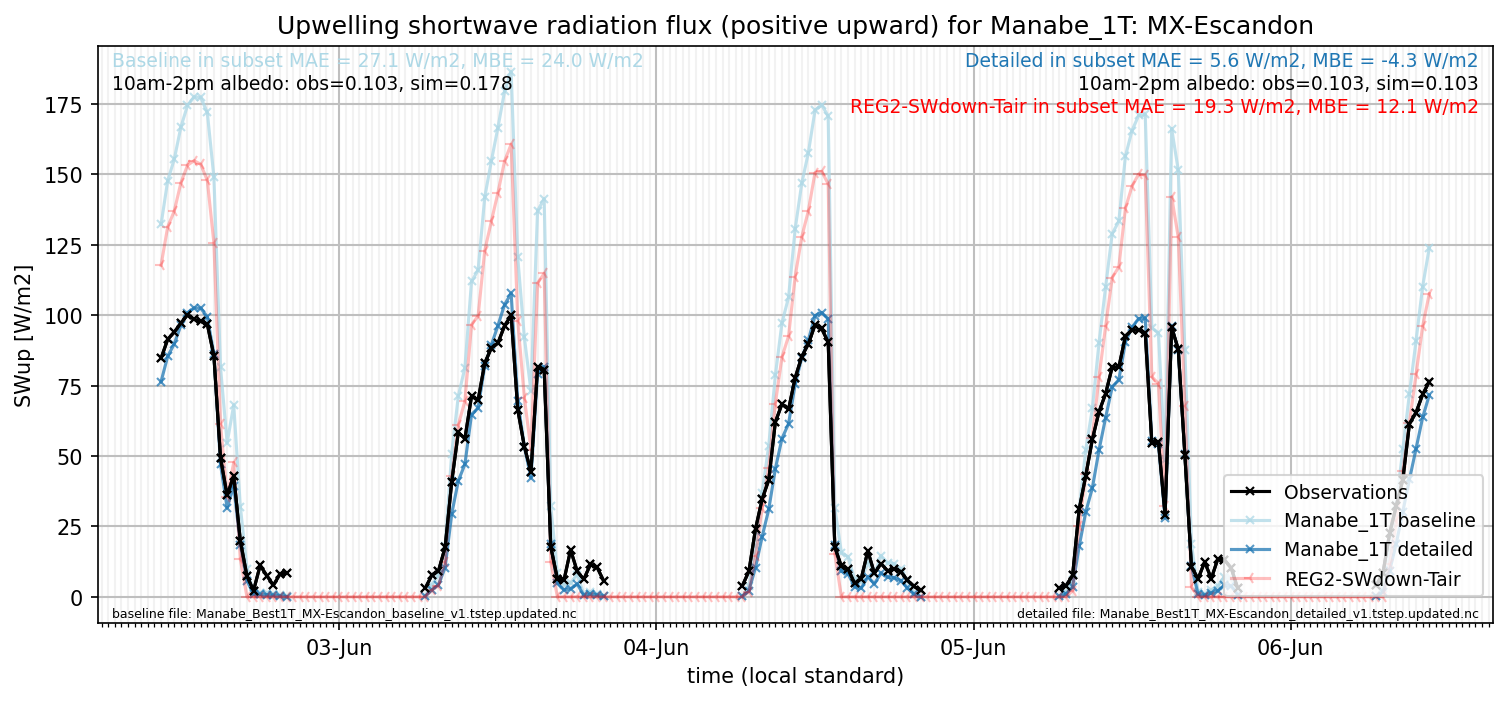 Upwelling shortwave radiation flux (positive upward) for Manabe_1T: MX-Escandon
Baseline in subset MAE = 27.1 W/m2, MBE = 24.0 W/m2
10am-2pm albedo: obs=0.103, sim=0.178
Detailed in subset MAE = 5.6 W/m2, MBE = -4.3 W/m2
10am-2pm albedo: obs=0.103, sim=0.103
REG2-SWdown-Tair in subset MAE = 19.3 W/m2, MBE = 12.1 W/m2
SWup [W/m2]
175
150
125
100
75
50
25
0
Observations
Manabe_1T baseline
Manabe_1T detailed
REG2-SWdown-Tair
baseline file: Manabe_Best1T_MX-Escandon_baseline_v1.tstep.updated.nc
detailed file: Manabe_Best1T_MX-Escandon_detailed_v1.tstep.updated.nc
03-Jun
04-Jun
05-Jun
06-Jun
time (local standard)